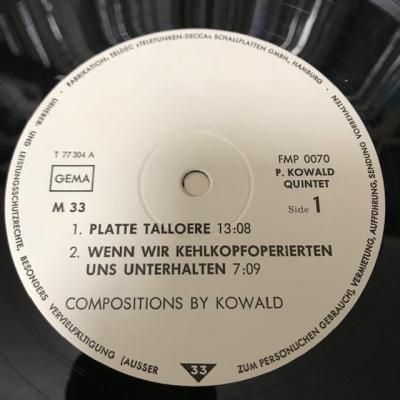 FABRIKATION: TELDEC »TELEFUNKEN-DECCA« SCHALLPLATTEN GMBH, HAMBURG · URHEBER- UND LEISTUNGSSCHUTZRECHTE, BESONDERS VERVIELFÄLTIGUNG (AUSSER ZUM PERSÖNLICHEN GEBRAUCH), VERMIETUNG, AUFFÜHRUNG, SENDUNG VORBEHALTEN ·
T 77 304 A
GEMA
M 33
FMP 0070
P. KOWALD
QUINTET
Side 1
1. PLATTE TALLOERE 13:08
2. WENN WIR KEHLKOPFOPERIERTEN
UNS UNTERHALTEN 7:09
COMPOSITIONS BY KOWALD
33